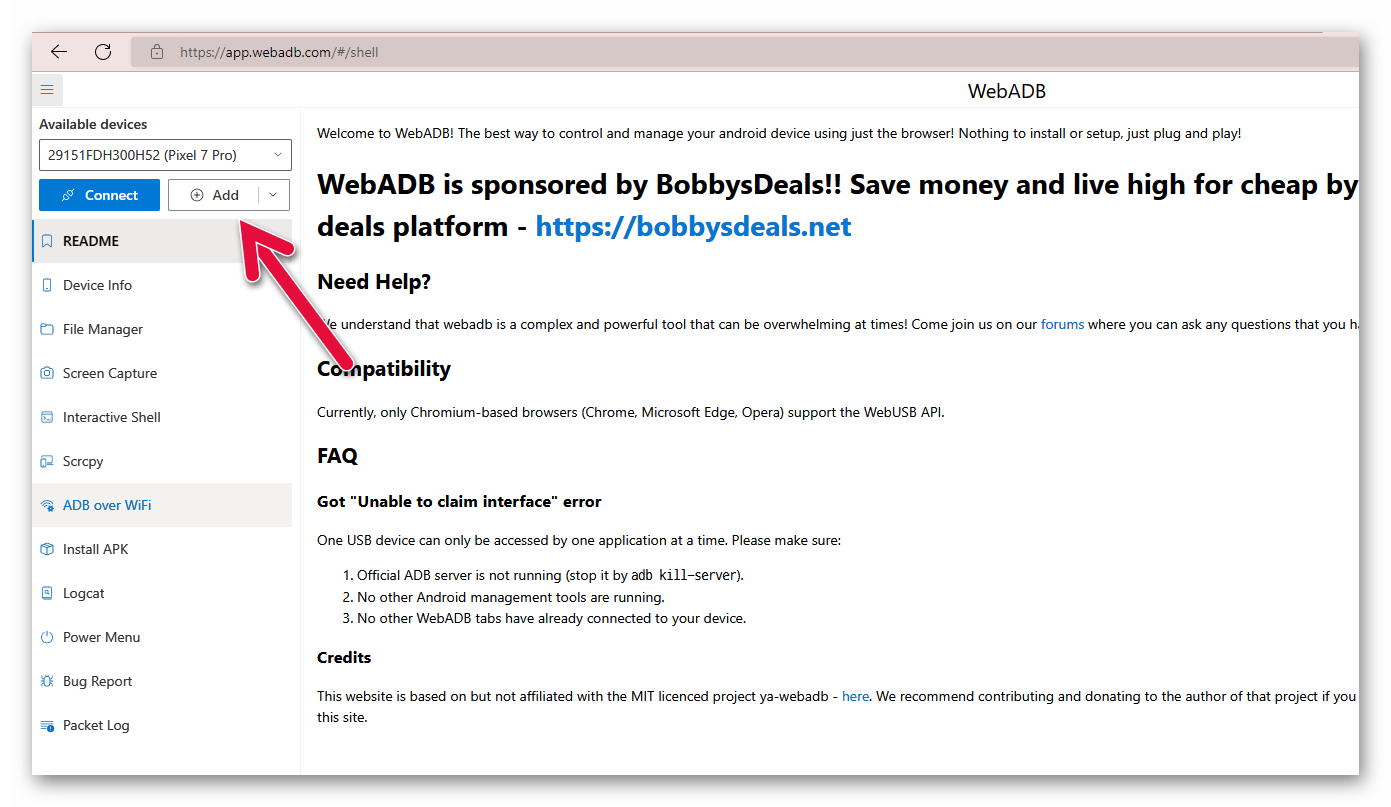 https://app.webadb.com/#/shell
WebADB
Available devices
29151FDH300H52 (Pixel 7 Pro)
Connect
Add
README
Device Info
File Manager
Screen Capture
Interactive Shell
Scrcpy
ADB over WiFi
Install APK
Logcat
Power Menu
Bug Report
Packet Log
Welcome to WebADB! The best way to control and manage your android device using just the browser! Nothing to install or setup, just plug and play!
WebADB is sponsored by BobbysDeals!! Save money and live high for cheap by
deals platform - https://bobbysdeals.net
Need Help?
We understand that webadb is a complex and powerful tool that can be overwhelming at times! Come join us on our forums where you can ask any questions that you
Compatibility
Currently, only Chromium-based browsers (Chrome, Microsoft Edge, Opera) support the WebUSB API.
FAQ
Got "Unable to claim interface" error
One USB device can only be accessed by one application at a time. Please make sure:
1. Official ADB server is not running (stop it by adb kill-server).
2. No other Android management tools are running.
3. No other WebADB tabs have already connected to your device.
Credits
This website is based on but not affiliated with the MIT licenced project ya-webadb - here. We recommend contributing and donating to the author of that project if you
this site.